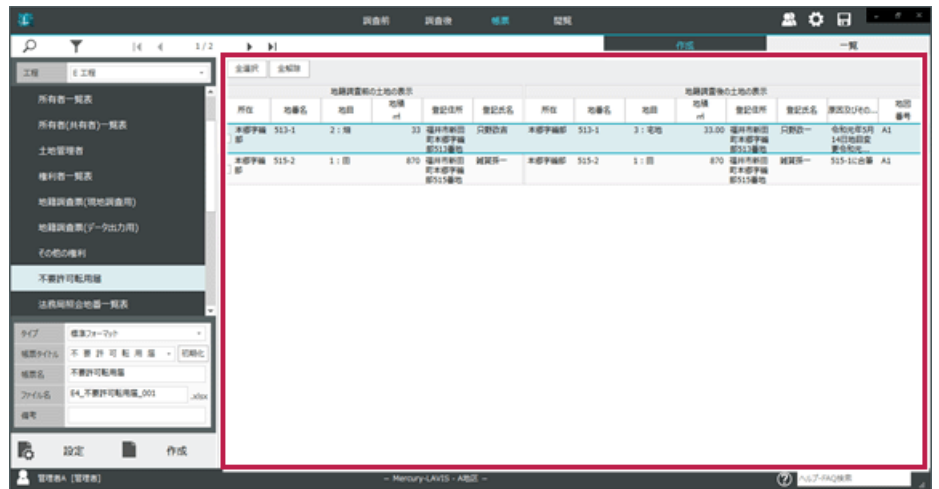 調査前 調査後 帳票 閲覧
1 / 2 作成 一覧
工程 E 工程
所有者一覧表
所有者(共有者)一覧表
土地管理者
権利者一覧表
地籍調査票(現地調査用)
地籍調査票(データ出力用)
その他の権利
不要許可転用届
法務局照会地番一覧表
タイプ 標準フォーマット
帳票タイトル 不 要 許 可 転 用 届 初期化
帳票名 不要許可転用届
ファイル名 E4_不要許可転用届_001 .xlsx
備考
設定 作成
全選択 全解除
地籍調査前の土地の表示 地籍調査後の土地の表示
所在 地番名 地目 地積 ㎡ 登記住所 登記氏名 所在 地番名 地目 地積 ㎡ 登記住所 登記氏名 原因及びその... 地図番号
本郷字編 513-1 2:畑 33 福井市新田 只野政吉 本郷字編部 513-1 3:宅地 33.00 福井市新田 只野政一 令和元年5月 A1
部 町本郷字編 町本郷字編 14日地目変
部513番地 部513番地 更令和元...
本郷字編 515-2 1:田 870 福井市新田 雑賀孫一 本郷字編部 515-2 1:田 870 福井市新田 雑賀孫一 515-1に合筆 A1
部 町本郷字編 町本郷字編
部515番地 部515番地
管理者A [管理者] － Mercury-LAVIS - A地区 － ヘルプ・FAQ検索